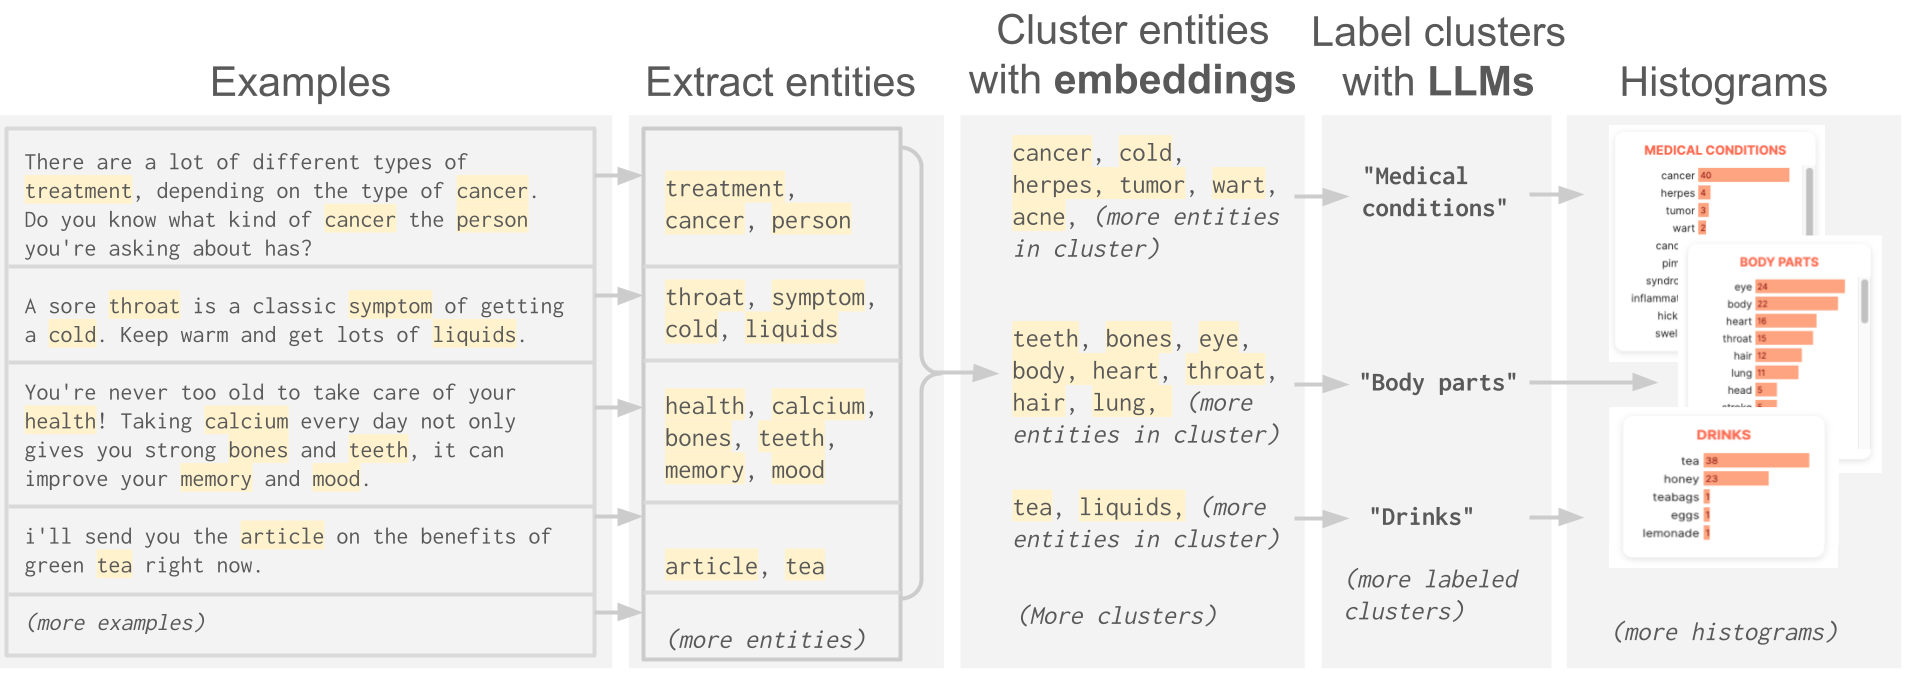 Examples
There are a lot of different types of
treatment, depending on the type of cancer.
Do you know what kind of cancer the person
you're asking about has?
A sore throat is a classic symptom of getting
a cold. Keep warm and get lots of liquids.
You're never too old to take care of your
health! Taking calcium every day not only
gives you strong bones and teeth, it can
improve your memory and mood.
i'll send you the article on the benefits of
green tea right now.
(more examples)
Extract entities
treatment,
cancer, person
throat, symptom,
cold, liquids
health, calcium,
bones, teeth,
memory, mood
article, tea
(more entities)
Cluster entities
with embeddings
cancer, cold,
herpes, tumor, wart,
acne, (more entities
in cluster)
teeth, bones, eye,
body, heart, throat,
hair, lung, (more
entities in cluster)
tea, liquids, (more
entities in cluster)
(More clusters)
Label clusters
with LLMs
"Medical
conditions"
"Body parts"
"Drinks"
(more labeled
clusters)
Histograms
MEDICAL CONDITIONS
cancer 40
herpes 4
tumor 3
wart 2
canc
pim
syndro
inflammat
hick
swel
BODY PARTS
eye 24
body 22
heart 16
throat 15
hair 12
lung 11
head 5
DRINKS
tea 38
honey 23
teabags 1
eggs 1
lemonade 1
(more histograms)